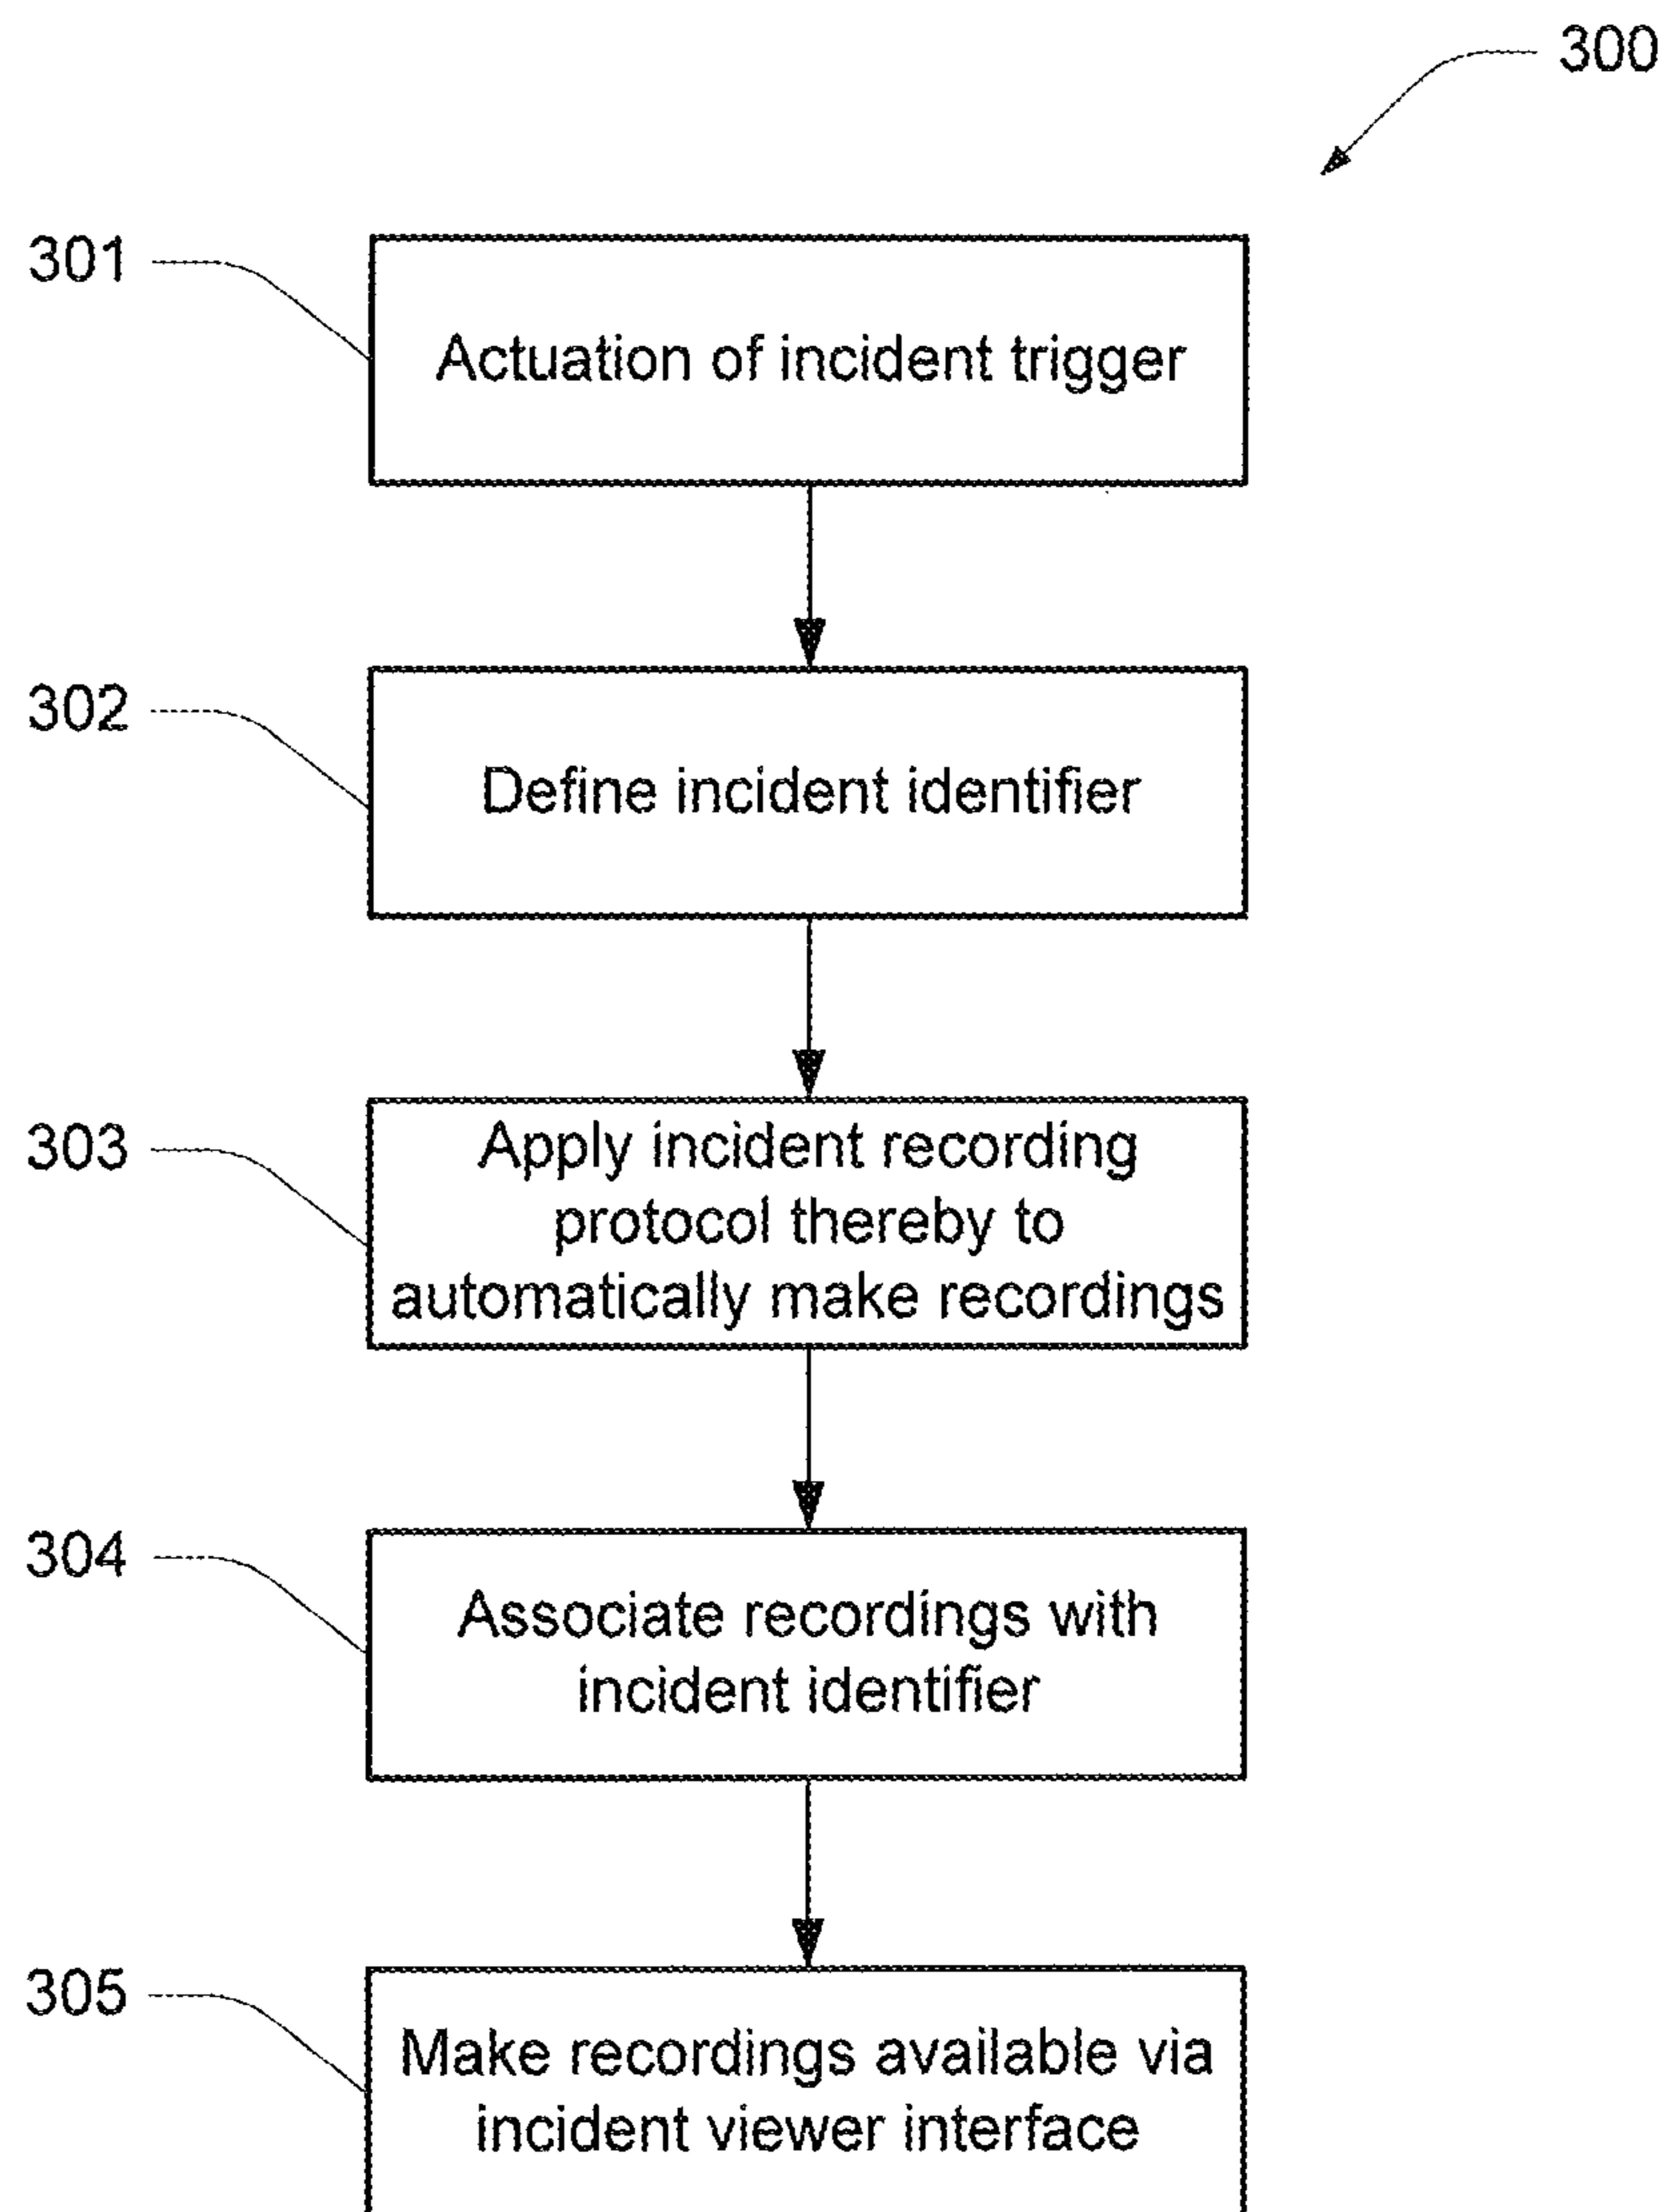 300
301
Actuation of incident trigger
302
Define incident identifier
303
Apply incident recording
protocol thereby to
automatically make recordings
304
Associate recordings with
incident identifier
305
Make recordings available via
incident viewer interface